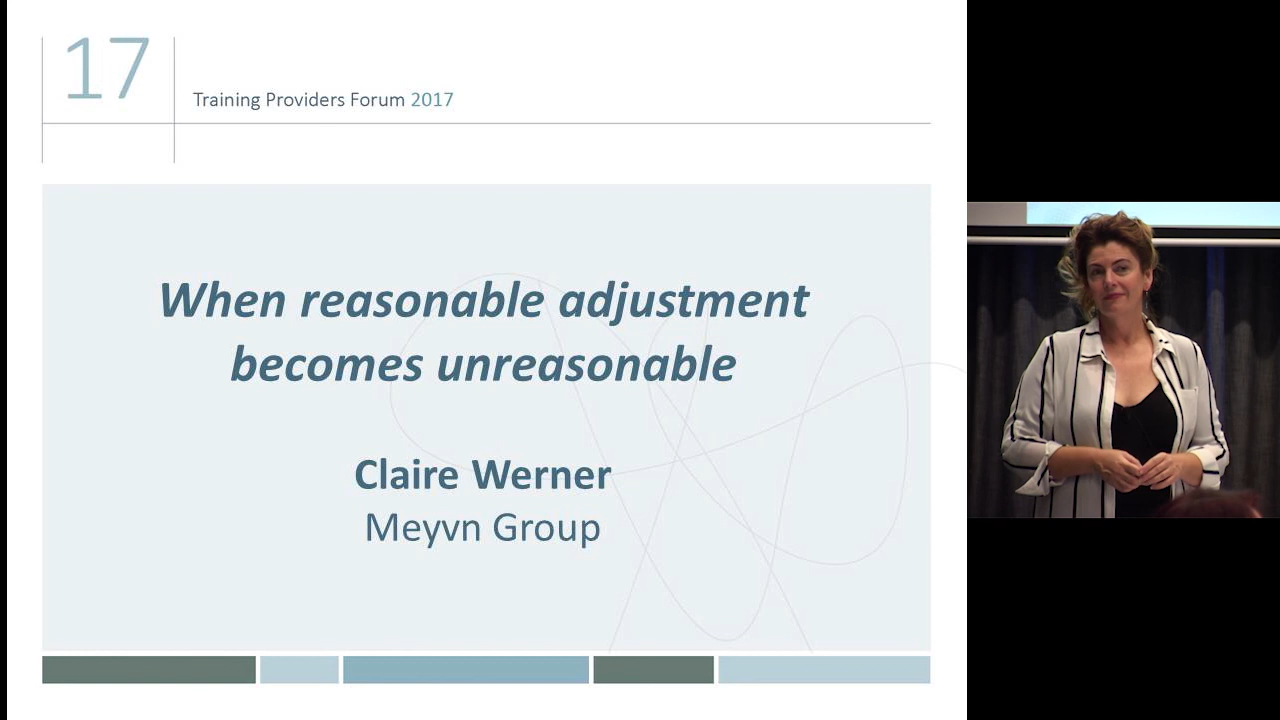 17
Training Providers Forum 2017
When reasonable adjustment
becomes unreasonable
Claire Werner
Meyvn Group